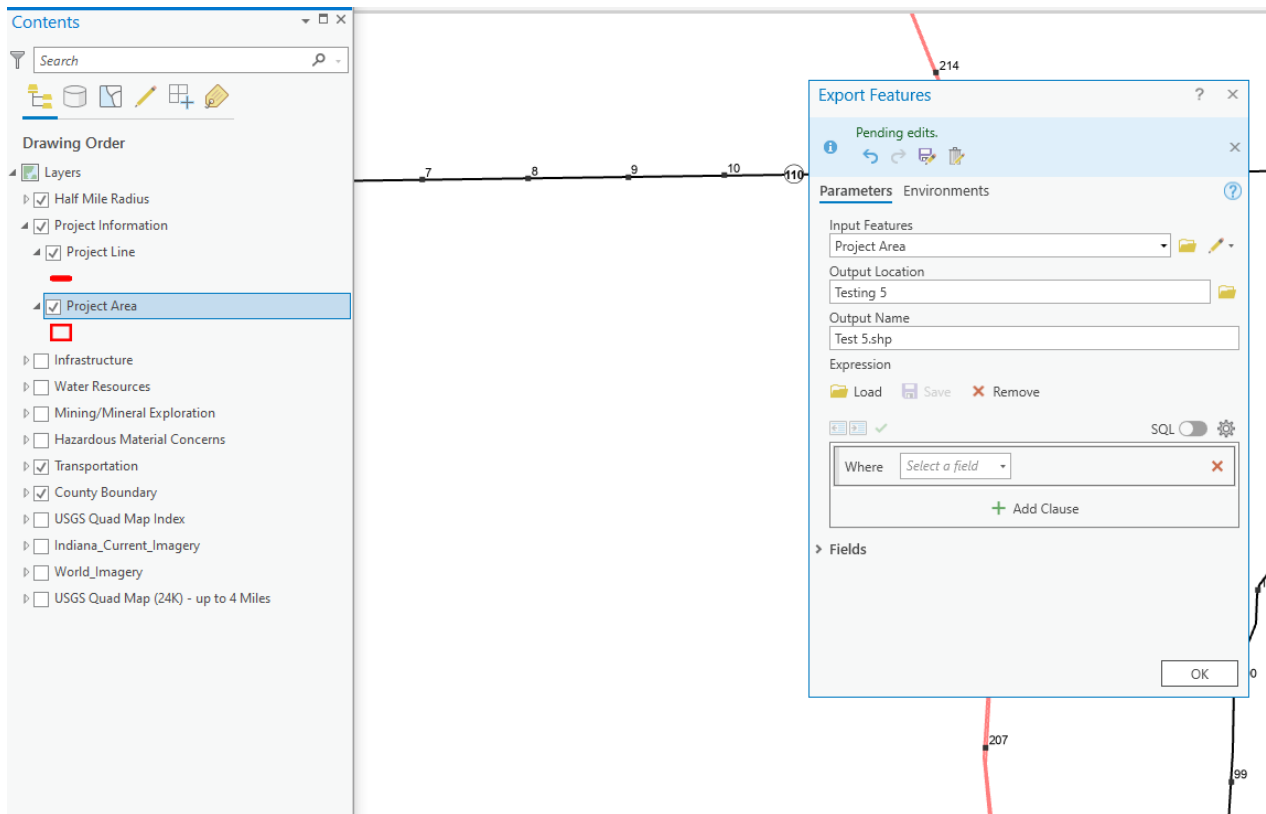 Contents
Search
Drawing Order
Layers
Half Mile Radius
Project Information
Project Line
Project Area
Infrastructure
Water Resources
Mining/Mineral Exploration
Hazardous Material Concerns
Transportation
County Boundary
USGS Quad Map Index
Indiana_Current_Imagery
World_Imagery
USGS Quad Map (24K) - up to 4 Miles
214
7
8
9
10
110
Export Features
?
Pending edits.
Parameters Environments
Input Features
Project Area
Output Location
Testing 5
Output Name
Test 5.shp
Expression
Load Save Remove
SQL
Where Select a field
Add Clause
Fields
OK
0
207
99